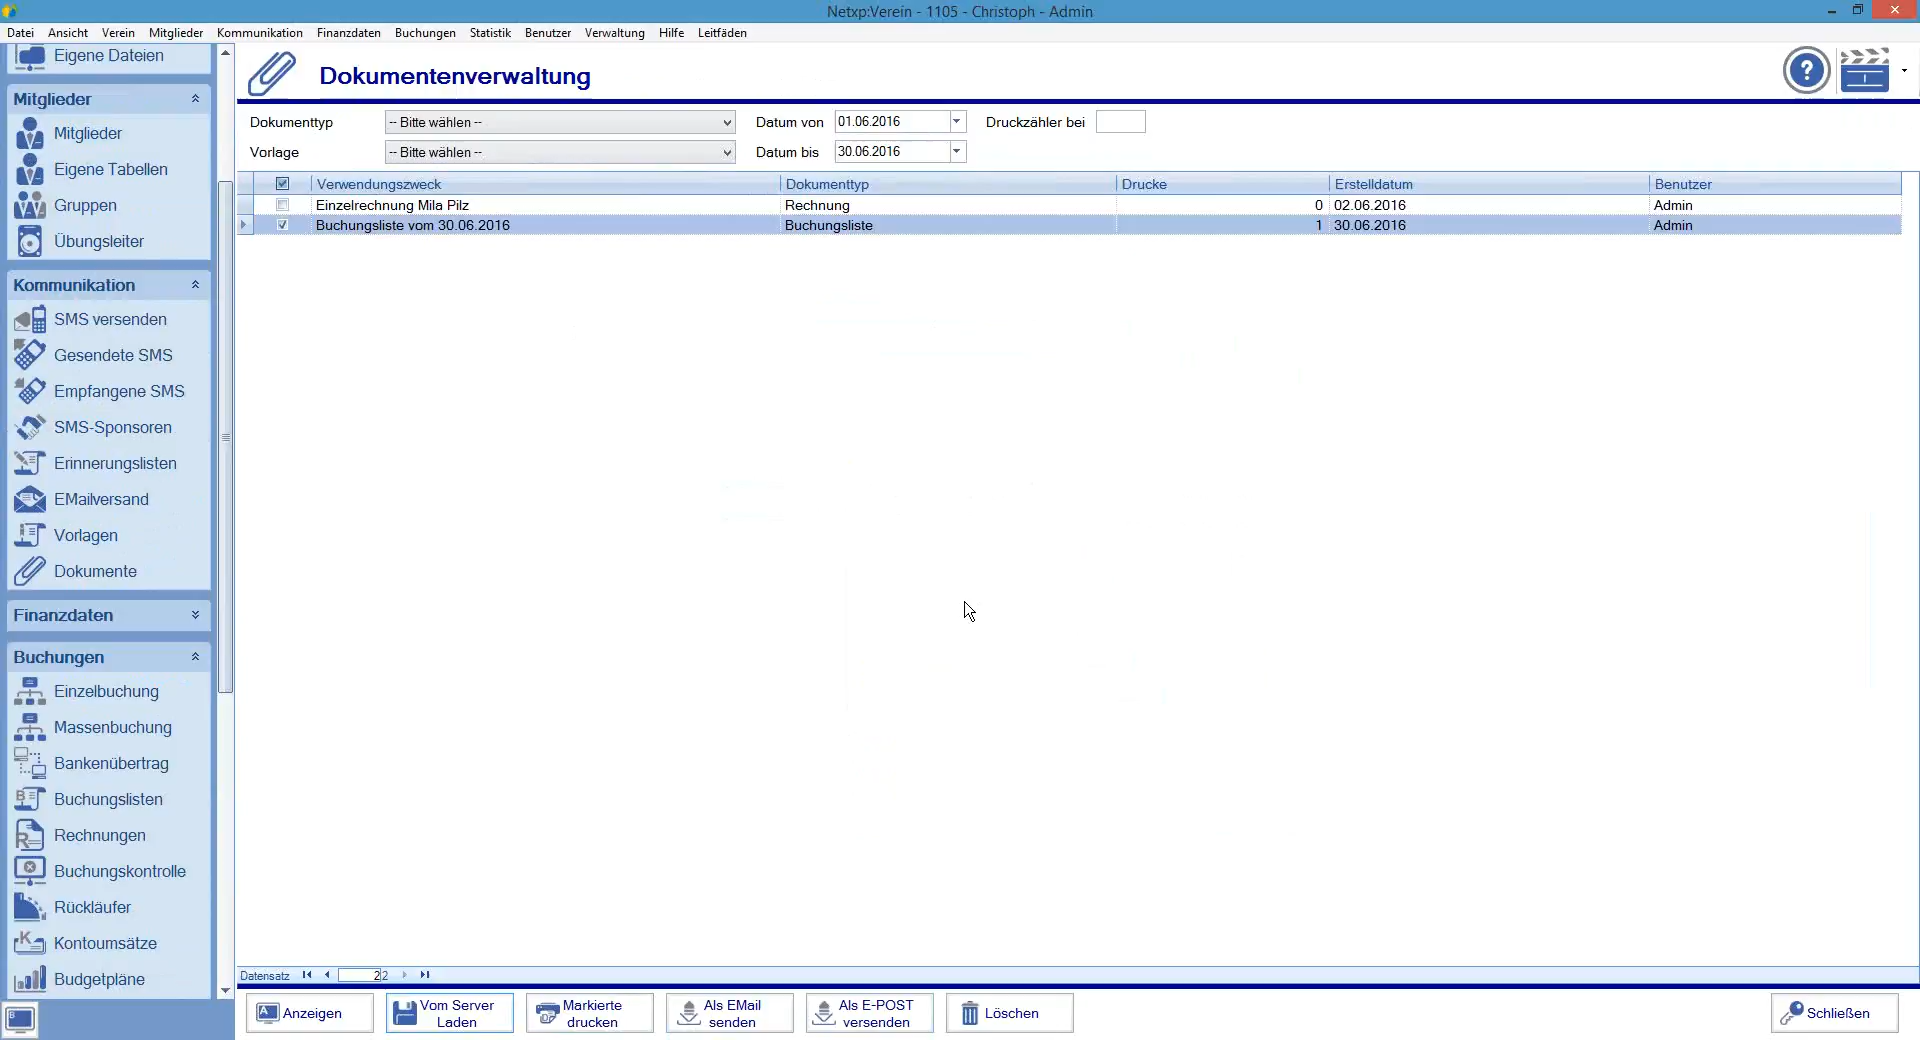 Netxp:Verein - 1105 - Christoph - Admin
Datei Ansicht Verein Mitglieder Kommunikation Finanzdaten Buchungen Statistik Benutzer Verwaltung Hilfe Leitfäden
Eigene Dateien
Mitglieder
Mitglieder
Eigene Tabellen
Gruppen
Übungsleiter
Kommunikation
SMS versenden
Gesendete SMS
Empfangene SMS
SMS-Sponsoren
Erinnerungslisten
EMailversand
Vorlagen
Dokumente
Finanzdaten
Buchungen
Einzelbuchung
Massenbuchung
Bankenübertrag
Buchungslisten
Rechnungen
Buchungskontrolle
Rückläufer
Kontoumsätze
Budgetpläne
Dokumentenverwaltung
Dokumenttyp -- Bitte wählen -- Datum von 01.06.2016 Druckzähler bei
Vorlage -- Bitte wählen -- Datum bis 30.06.2016
Verwendungszweck Dokumenttyp Drucke Erstelldatum Benutzer
Einzelrechnung Mila Pilz Rechnung 0 02.06.2016 Admin
Buchungsliste vom 30.06.2016 Buchungsliste 1 30.06.2016 Admin
Datensatz 2 2
Anzeigen
Vom Server
Laden
Markierte
drucken
Als EMail
senden
Als E-POST
versenden
Löschen
Schließen